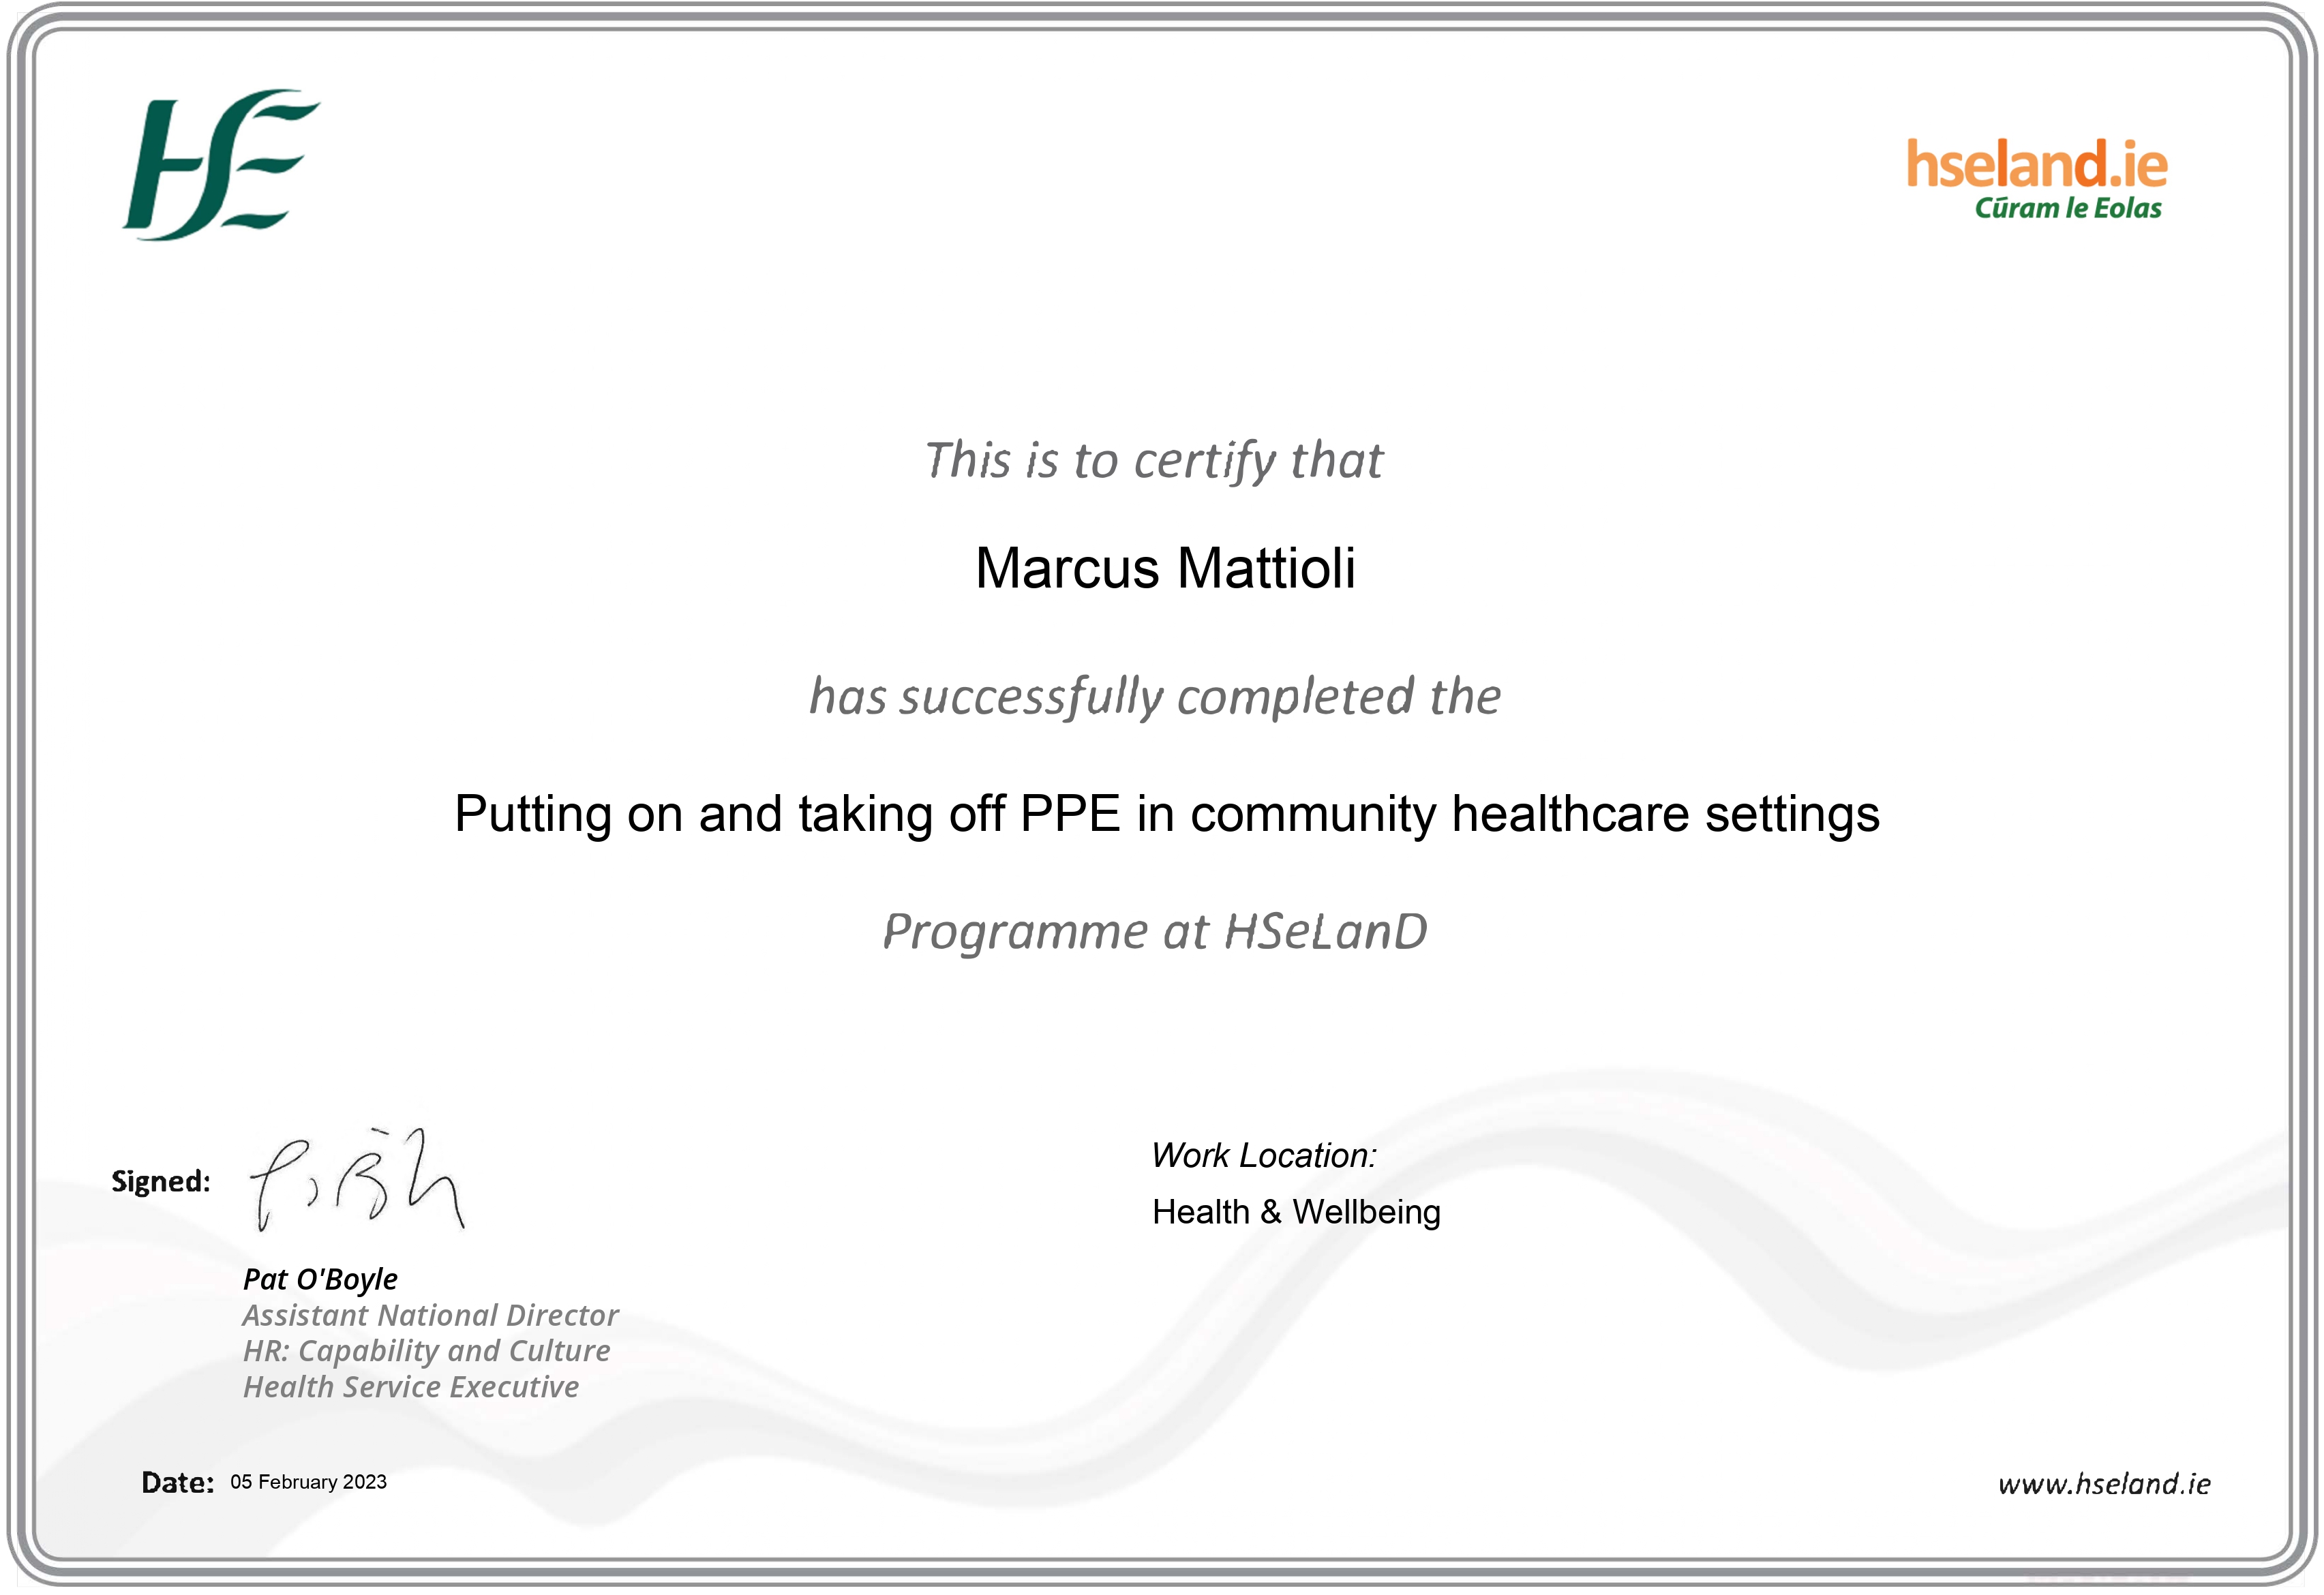 HSE
hseland.ie
Cúram le Eolas
This is to certify that
Marcus Mattioli
has successfully completed the
Putting on and taking off PPE in community healthcare settings
Programme at HSeLanD
Signed:
Work Location:
Health & Wellbeing
Pat O'Boyle
Assistant National Director
HR: Capability and Culture
Health Service Executive
Date: 05 February 2023
www.hseland.ie